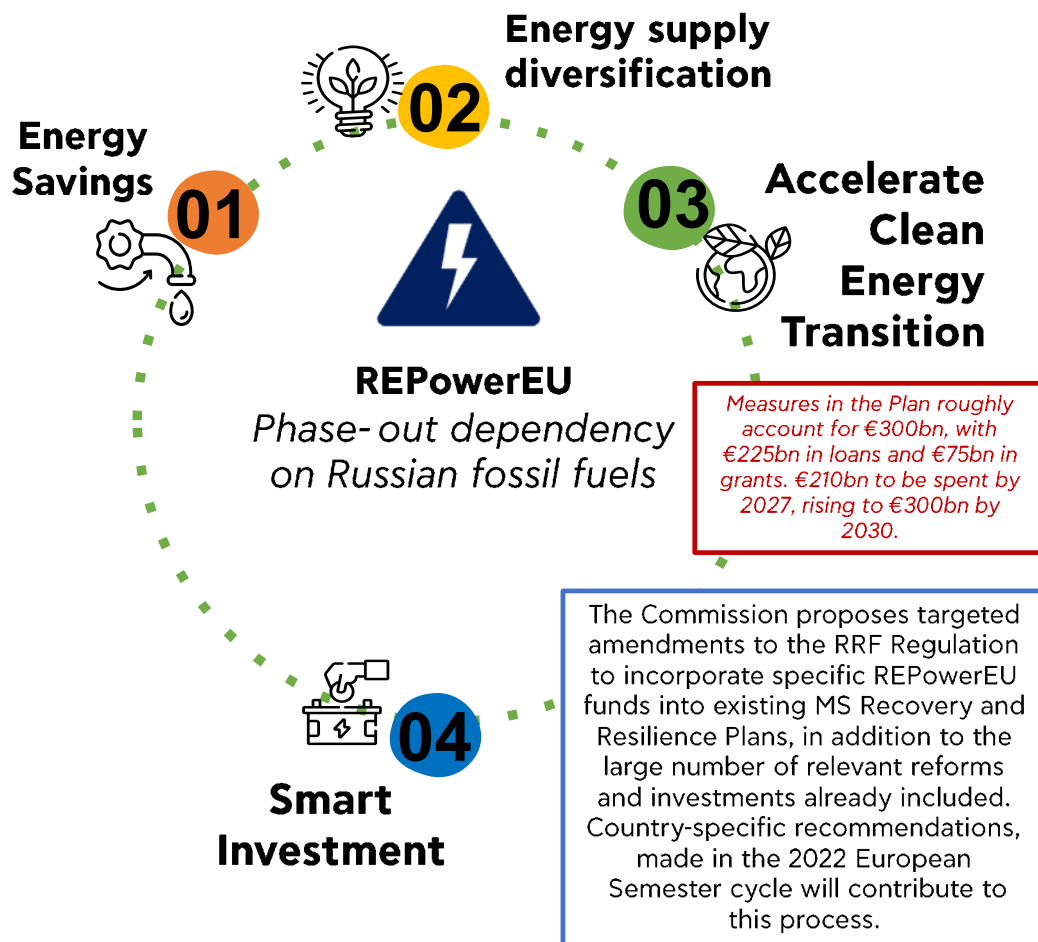 Energy supply
diversification
02
Energy
Savings
01
03
Accelerate
Clean
Energy
Transition
REPowerEU
Phase-out dependency
on Russian fossil fuels
Measures in the Plan roughly
account for €300bn, with
€225bn in loans and €75bn in
grants. €210bn to be spent by
2027, rising to €300bn by
2030.
The Commission proposes targeted
amendments to the RRF Regulation
to incorporate specific REPowerEU
funds into existing MS Recovery and
Resilience Plans, in addition to the
large number of relevant reforms
and investments already included.
Country-specific recommendations,
made in the 2022 European
Semester cycle will contribute to
this process.
04
Smart
Investment